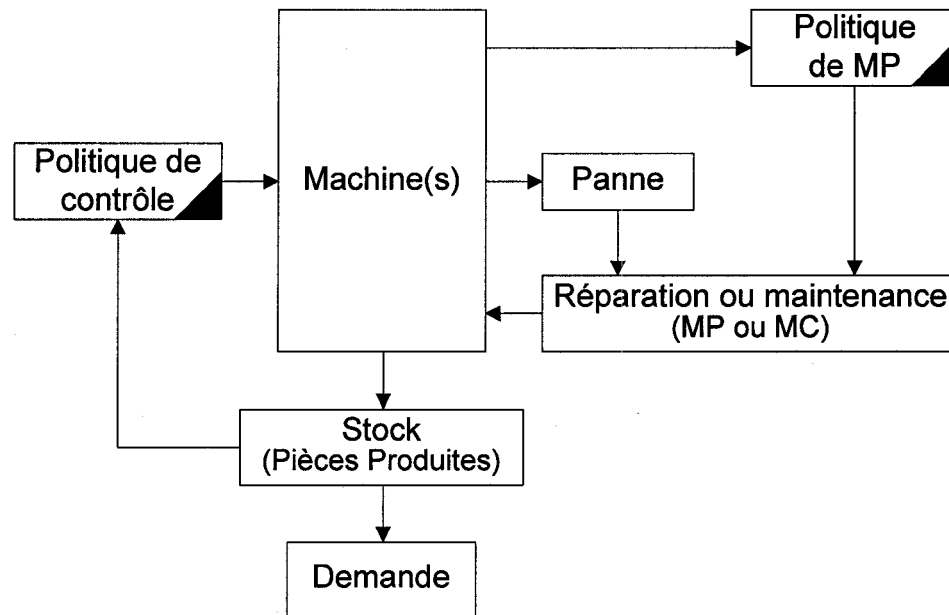 Politique
de MP
Politique de
contrôle
Machine(s)
Panne
Réparation ou maintenance
(MP ou MC)
Stock
(Pièces Produites)
Demande